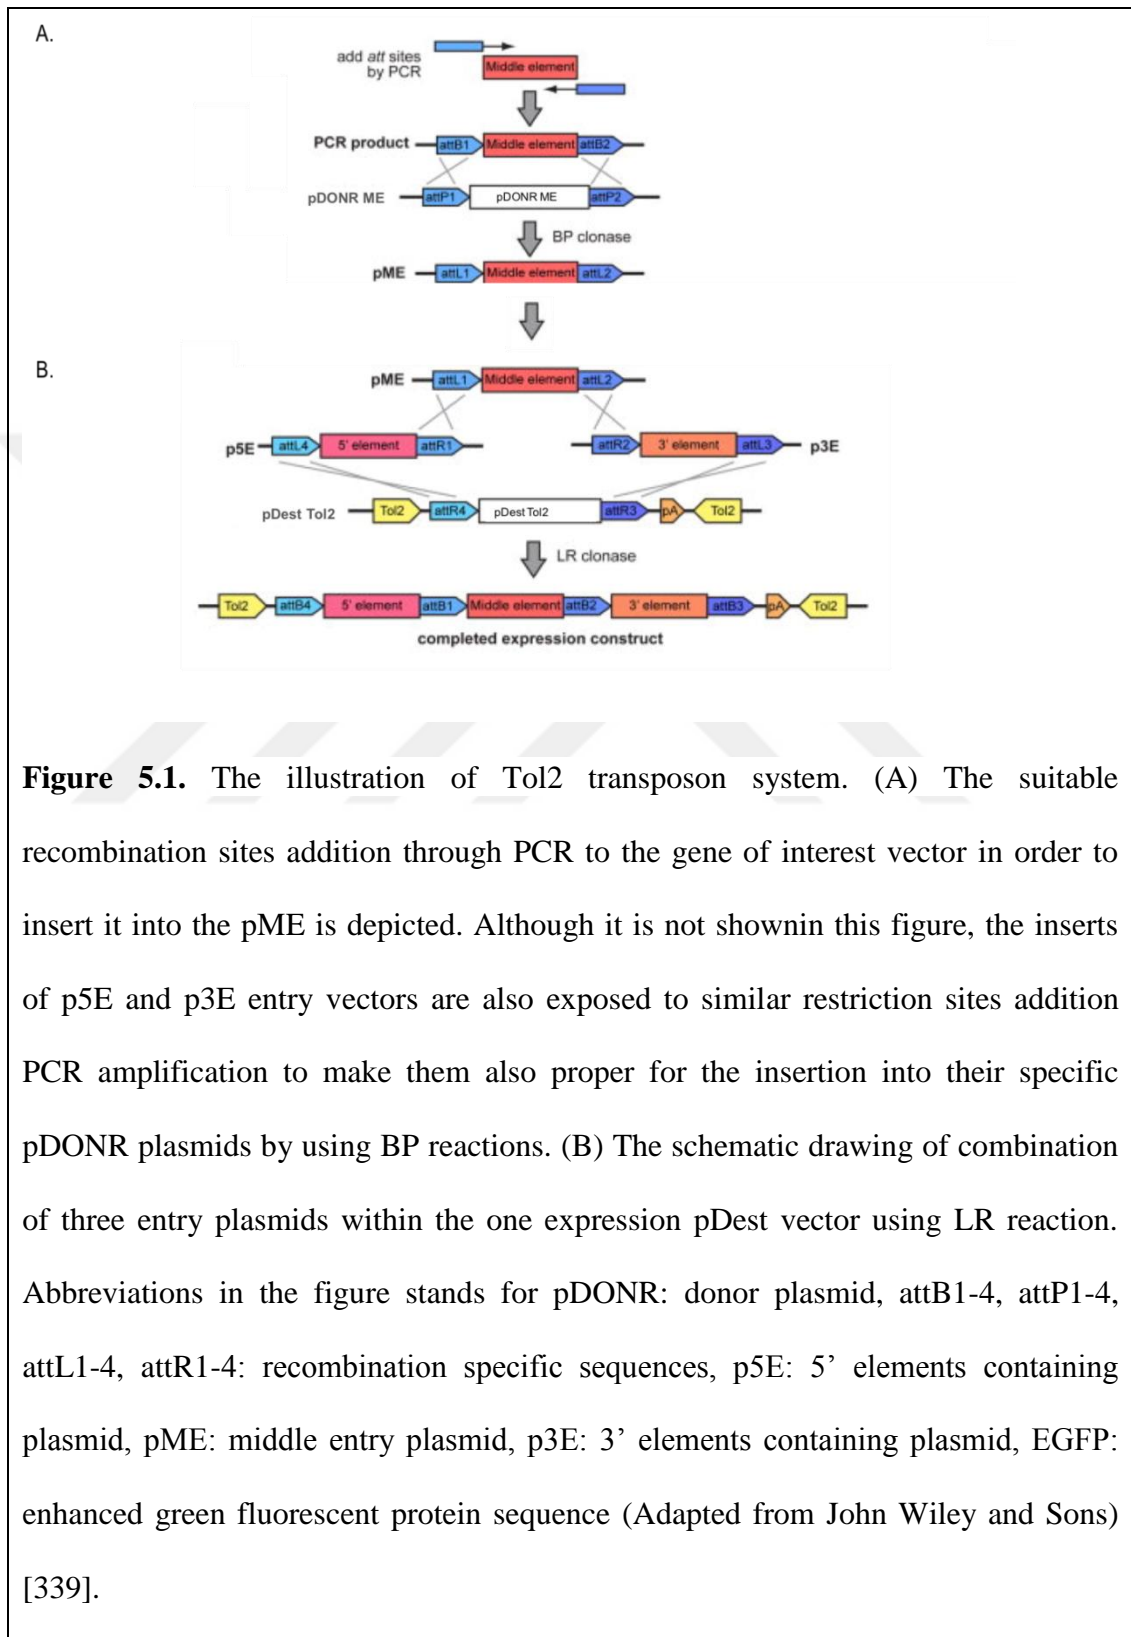 A.
add att sites
by PCR
Middle element
PCR product
attB1 Middle element attB2
pDONR ME
attP1 pDONR ME attP2
BP clonase
pME
attL1 Middle element attL2
B.
pME
attL1 Middle element attL2
p5E attL4 5' element attR1
attR2 3' element attL3 p3E
pDest Tol2
Tol2 attR4 pDest Tol2 attR3 pA Tol2
LR clonase
Tol2 attB4 5' element attB1 Middle element attB2 3' element attB3 pA Tol2
completed expression construct
Figure 5.1. The illustration of Tol2 transposon system. (A) The suitable
recombination sites addition through PCR to the gene of interest vector in order to
insert it into the pME is depicted. Although it is not shownin this figure, the inserts
of p5E and p3E entry vectors are also exposed to similar restriction sites addition
PCR amplification to make them also proper for the insertion into their specific
pDONR plasmids by using BP reactions. (B) The schematic drawing of combination
of three entry plasmids within the one expression pDest vector using LR reaction.
Abbreviations in the figure stands for pDONR: donor plasmid, attB1-4, attP1-4,
attL1-4, attR1-4: recombination specific sequences, p5E: 5’ elements containing
plasmid, pME: middle entry plasmid, p3E: 3’ elements containing plasmid, EGFP:
enhanced green fluorescent protein sequence (Adapted from John Wiley and Sons)
[339].